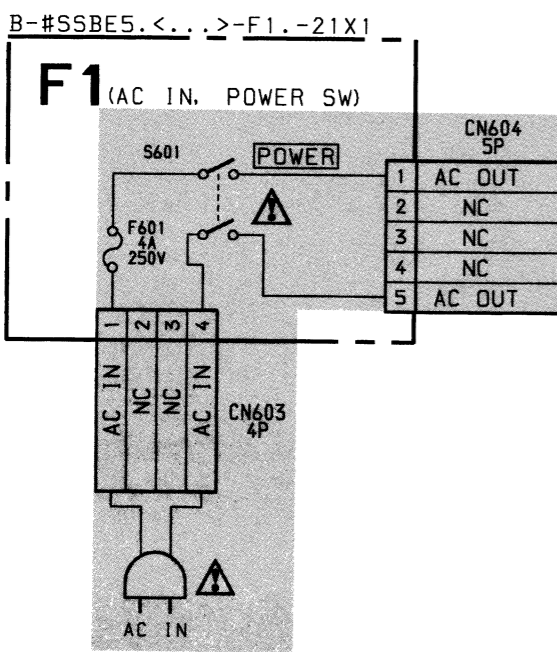 B-#SSBE5.<...>-F1.-21X1
F1 (AC IN, POWER SW)
CN604
5P
S601
POWER
1 AC OUT
2 NC
3 NC
4 NC
5 AC OUT
F601
4A
250V
1 2 3 4
AC IN NC NC AC IN
CN603
4P
AC IN